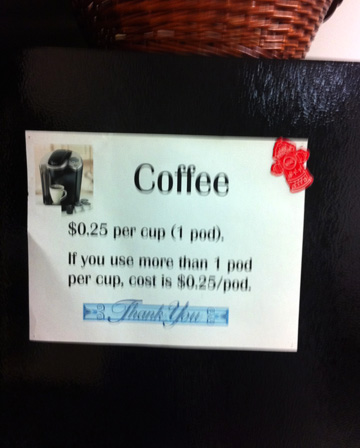 Coffee
$0.25 per cup (1 pod).
If you use more than 1 pod
per cup, cost is $0.25/pod.
Thank You